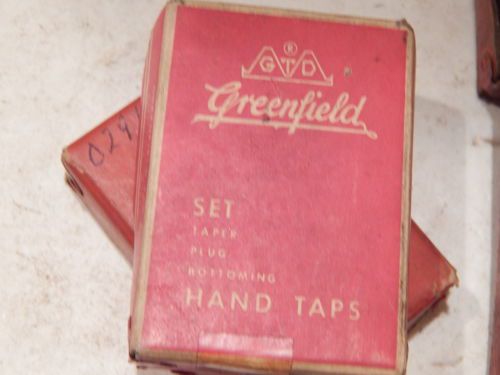 ®
GTD
Greenfield
SET
TAPER
PLUG
BOTTOMING
HAND TAPS